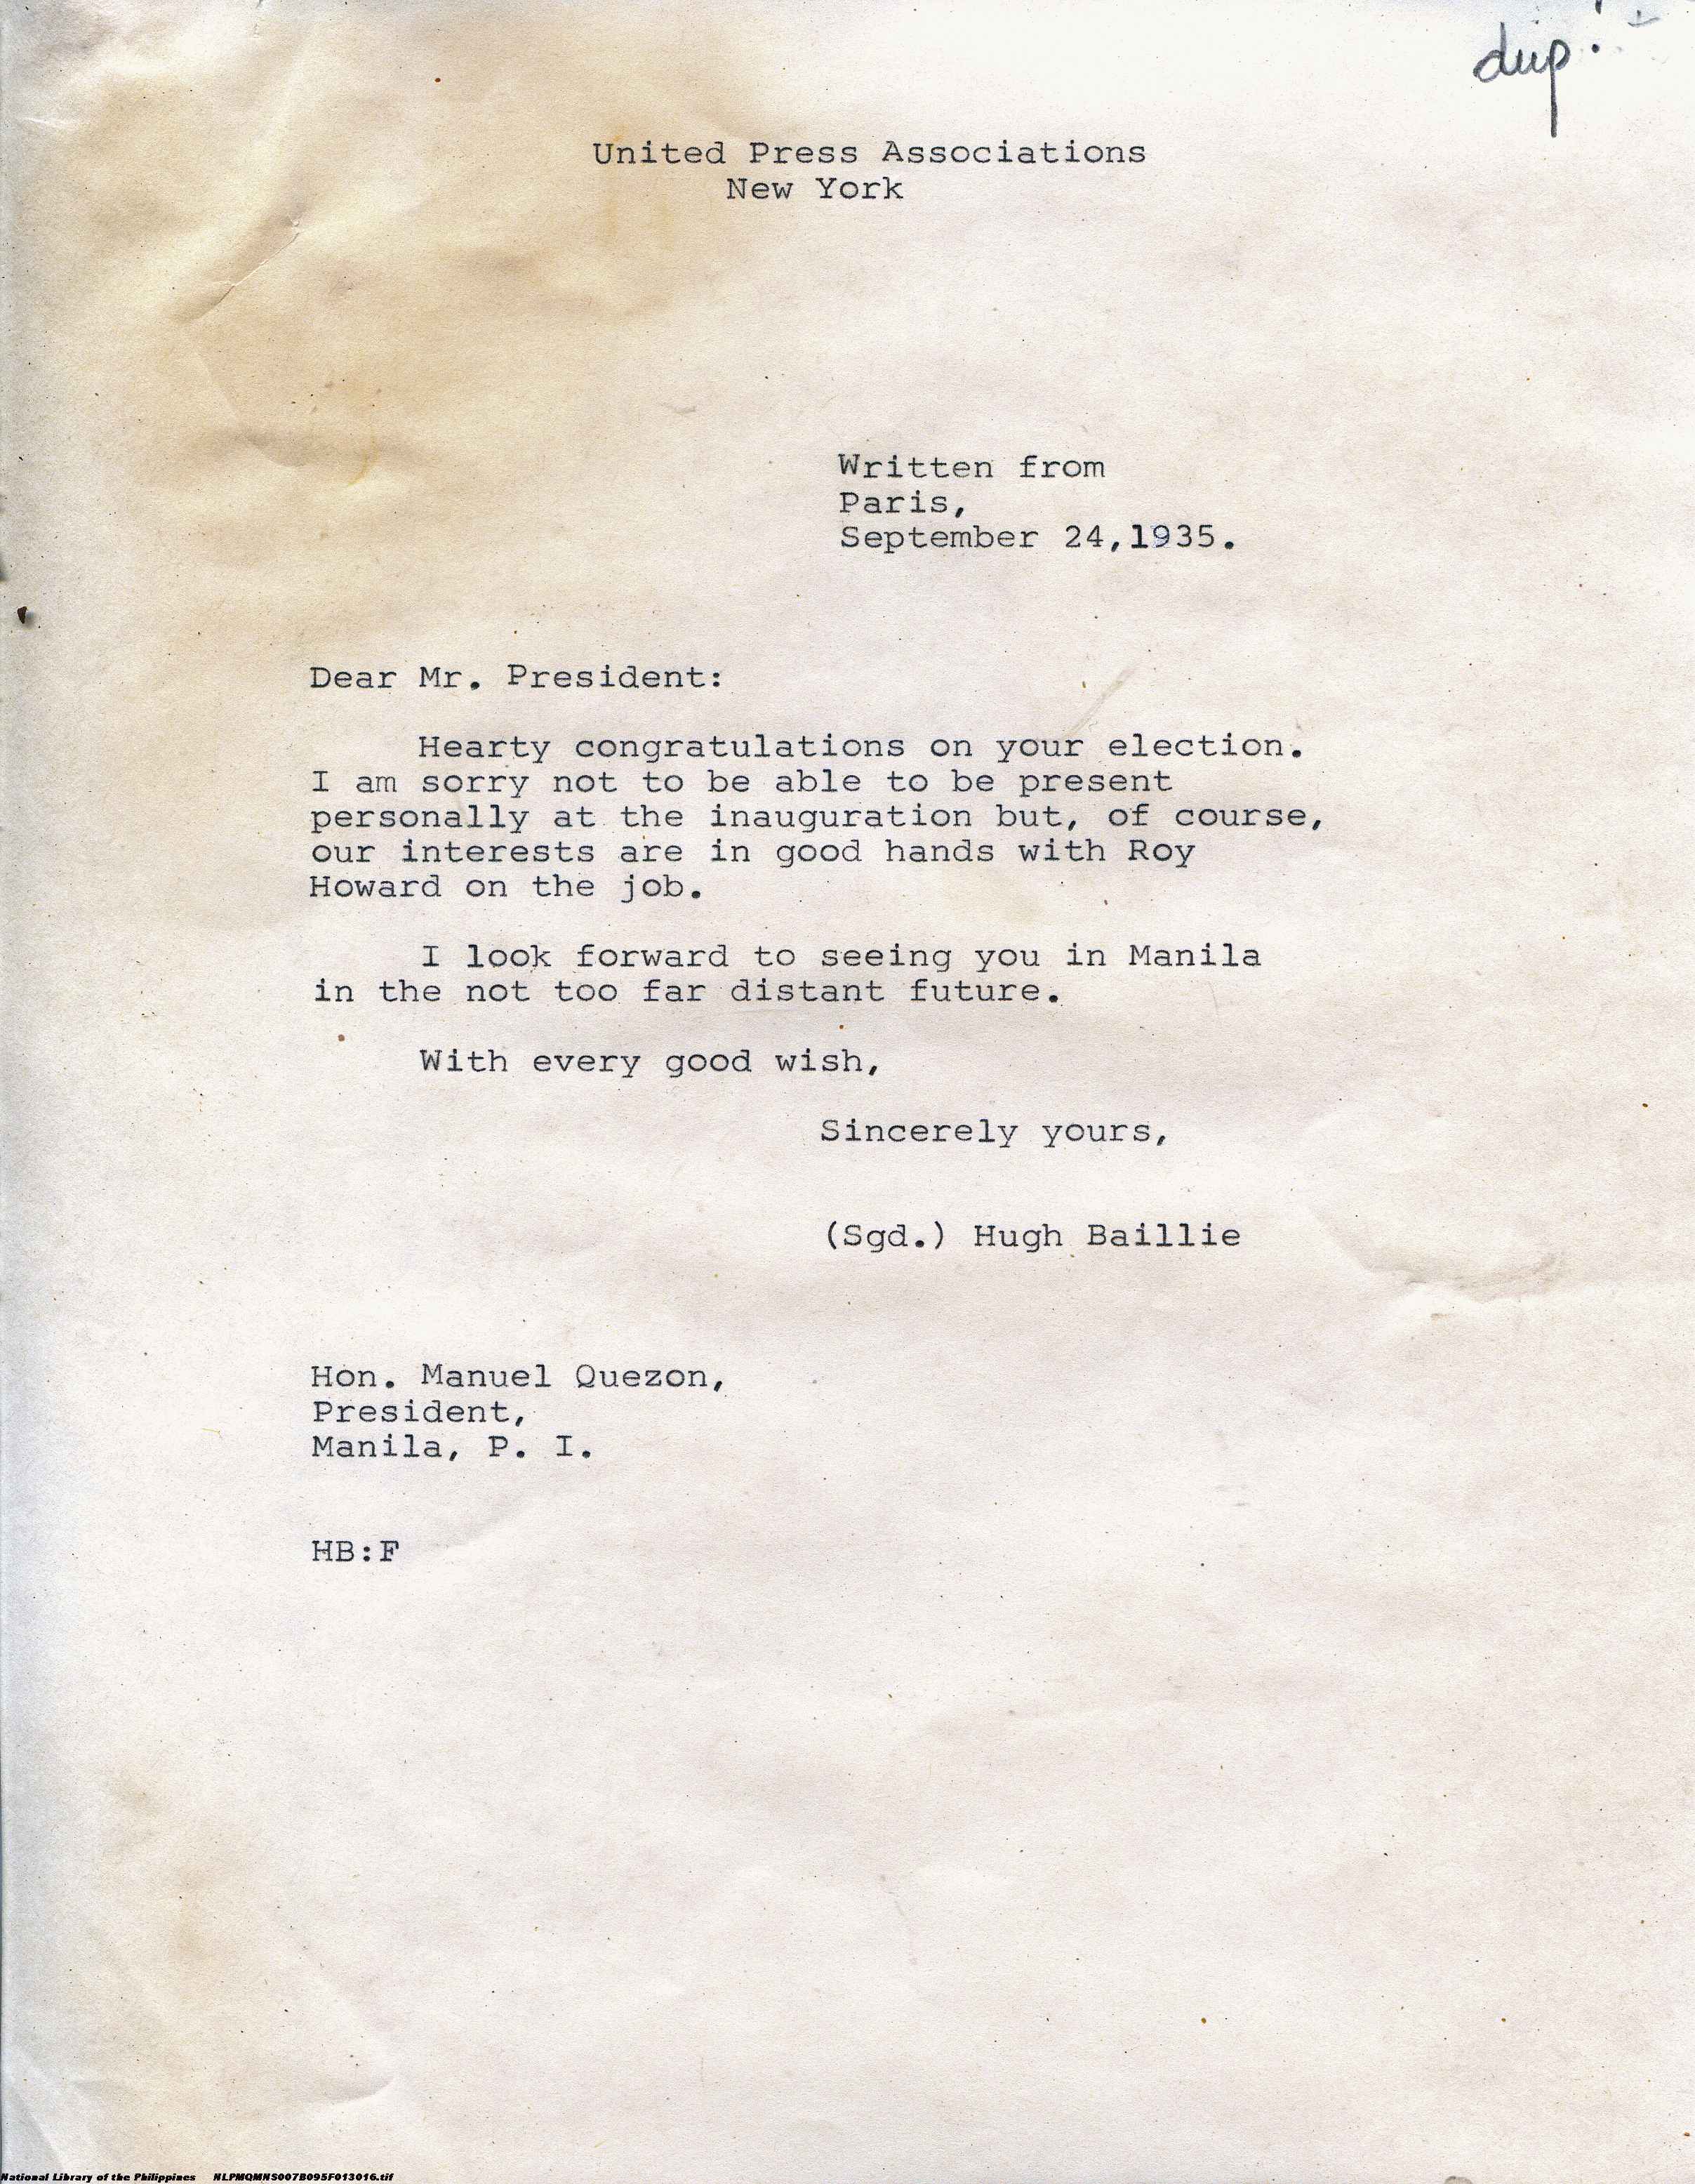 dup.
United Press Associations
New York
Written from
Paris,
September 24,1935.
Dear Mr. President:
Hearty congratulations on your election.
I am sorry not to be able to be present
personally at the inauguration but, of course,
our interests are in good hands with Roy
Howard on the job.
I look forward to seeing you in Manila
in the not too far distant future.
With every good wish,
Sincerely yours,
(Sgd.) Hugh Baillie
Hon. Manuel Quezon,
President,
Manila, P. I.
HB:F
National Library of the Philippines NLPMQMNS007B095F013016.tif